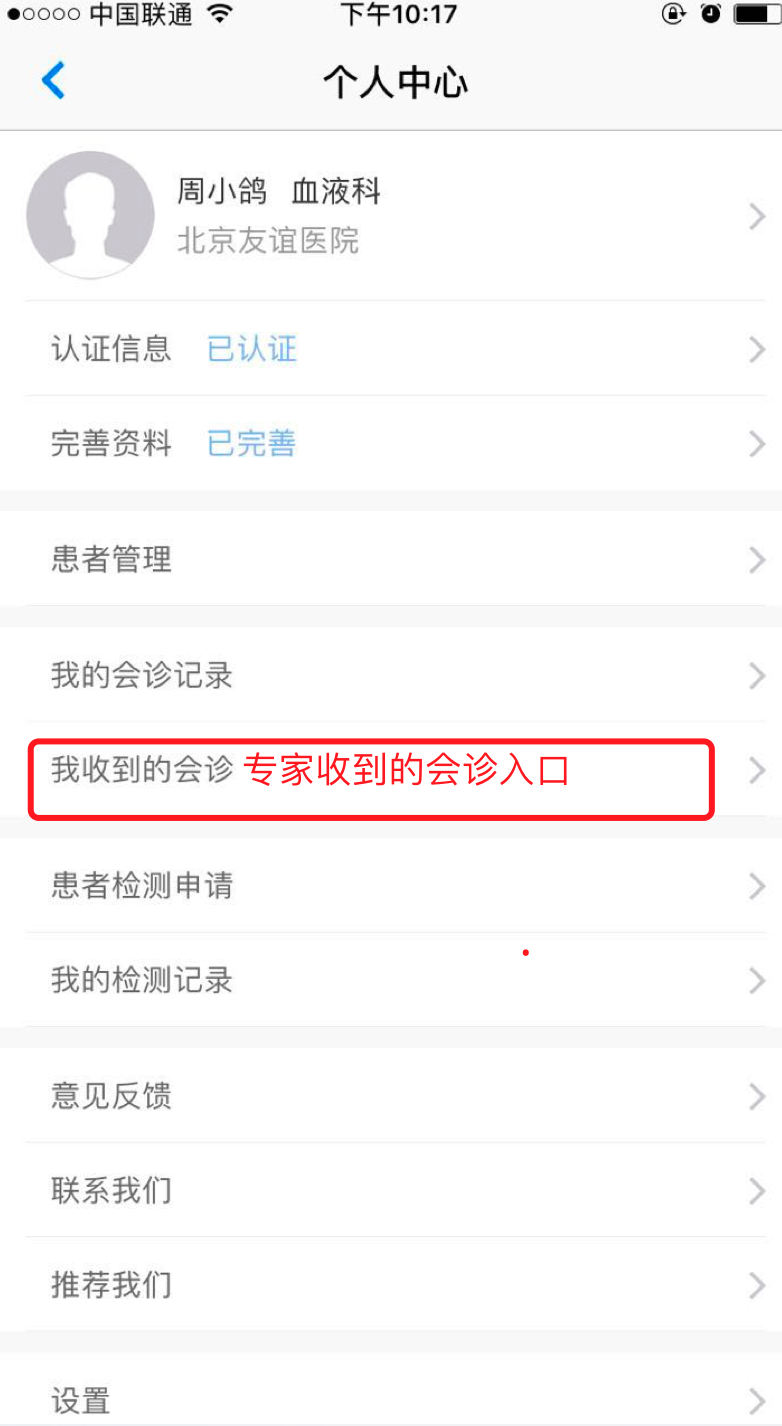 中国联通 下午10:17
个人中心
周小鸽 血液科
北京友谊医院
认证信息 已认证
完善资料 已完善
患者管理
我的会诊记录
我收到的会诊 专家收到的会诊入口
患者检测申请
我的检测记录
意见反馈
联系我们
推荐我们
设置